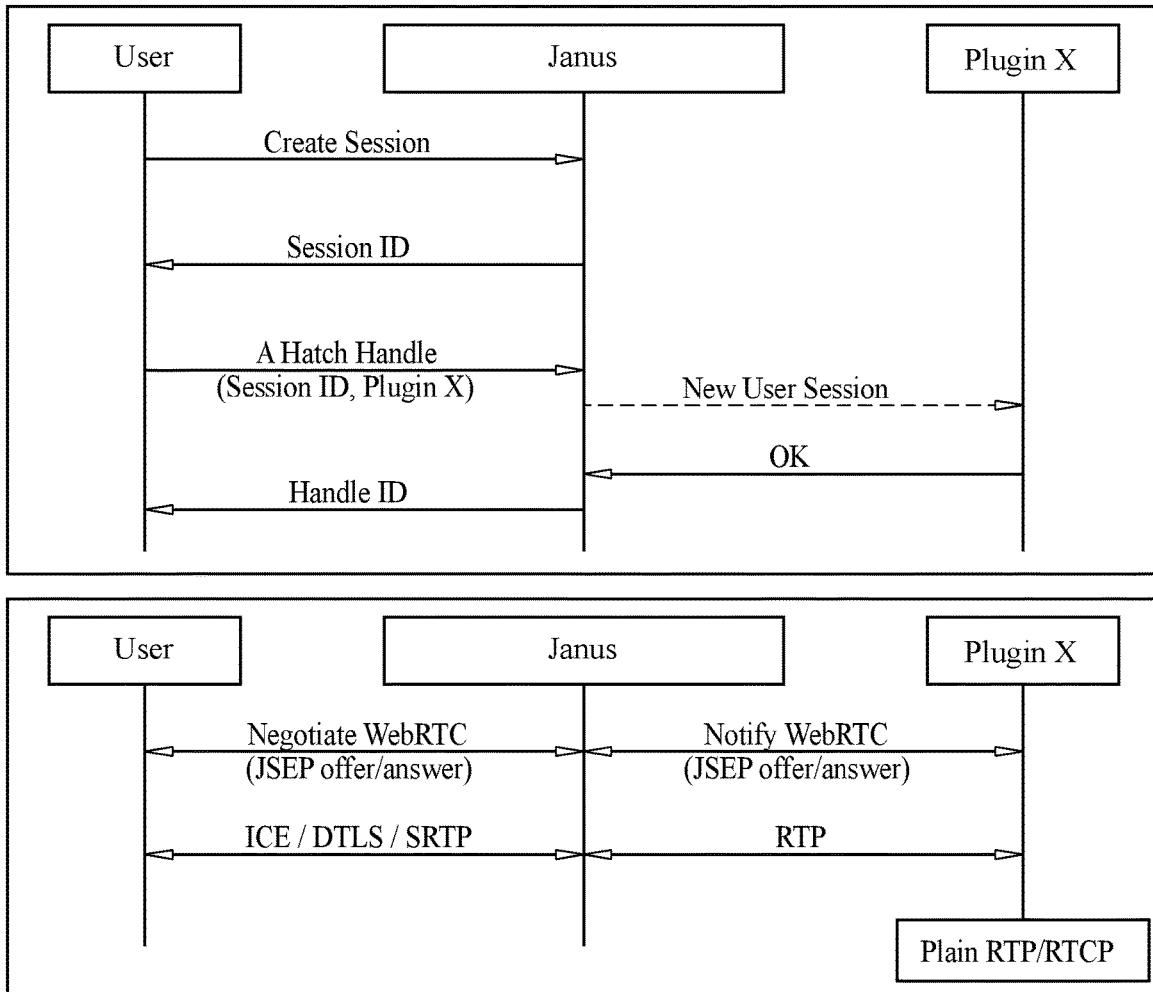 User
Janus
Plugin X
Create Session
Session ID
A Hatch Handle
(Session ID, Plugin X)
New User Session
OK
Handle ID
User
Janus
Plugin X
Negotiate WebRTC
(JSEP offer/answer)
Notify WebRTC
(JSEP offer/answer)
ICE / DTLS / SRTP
RTP
Plain RTP/RTCP